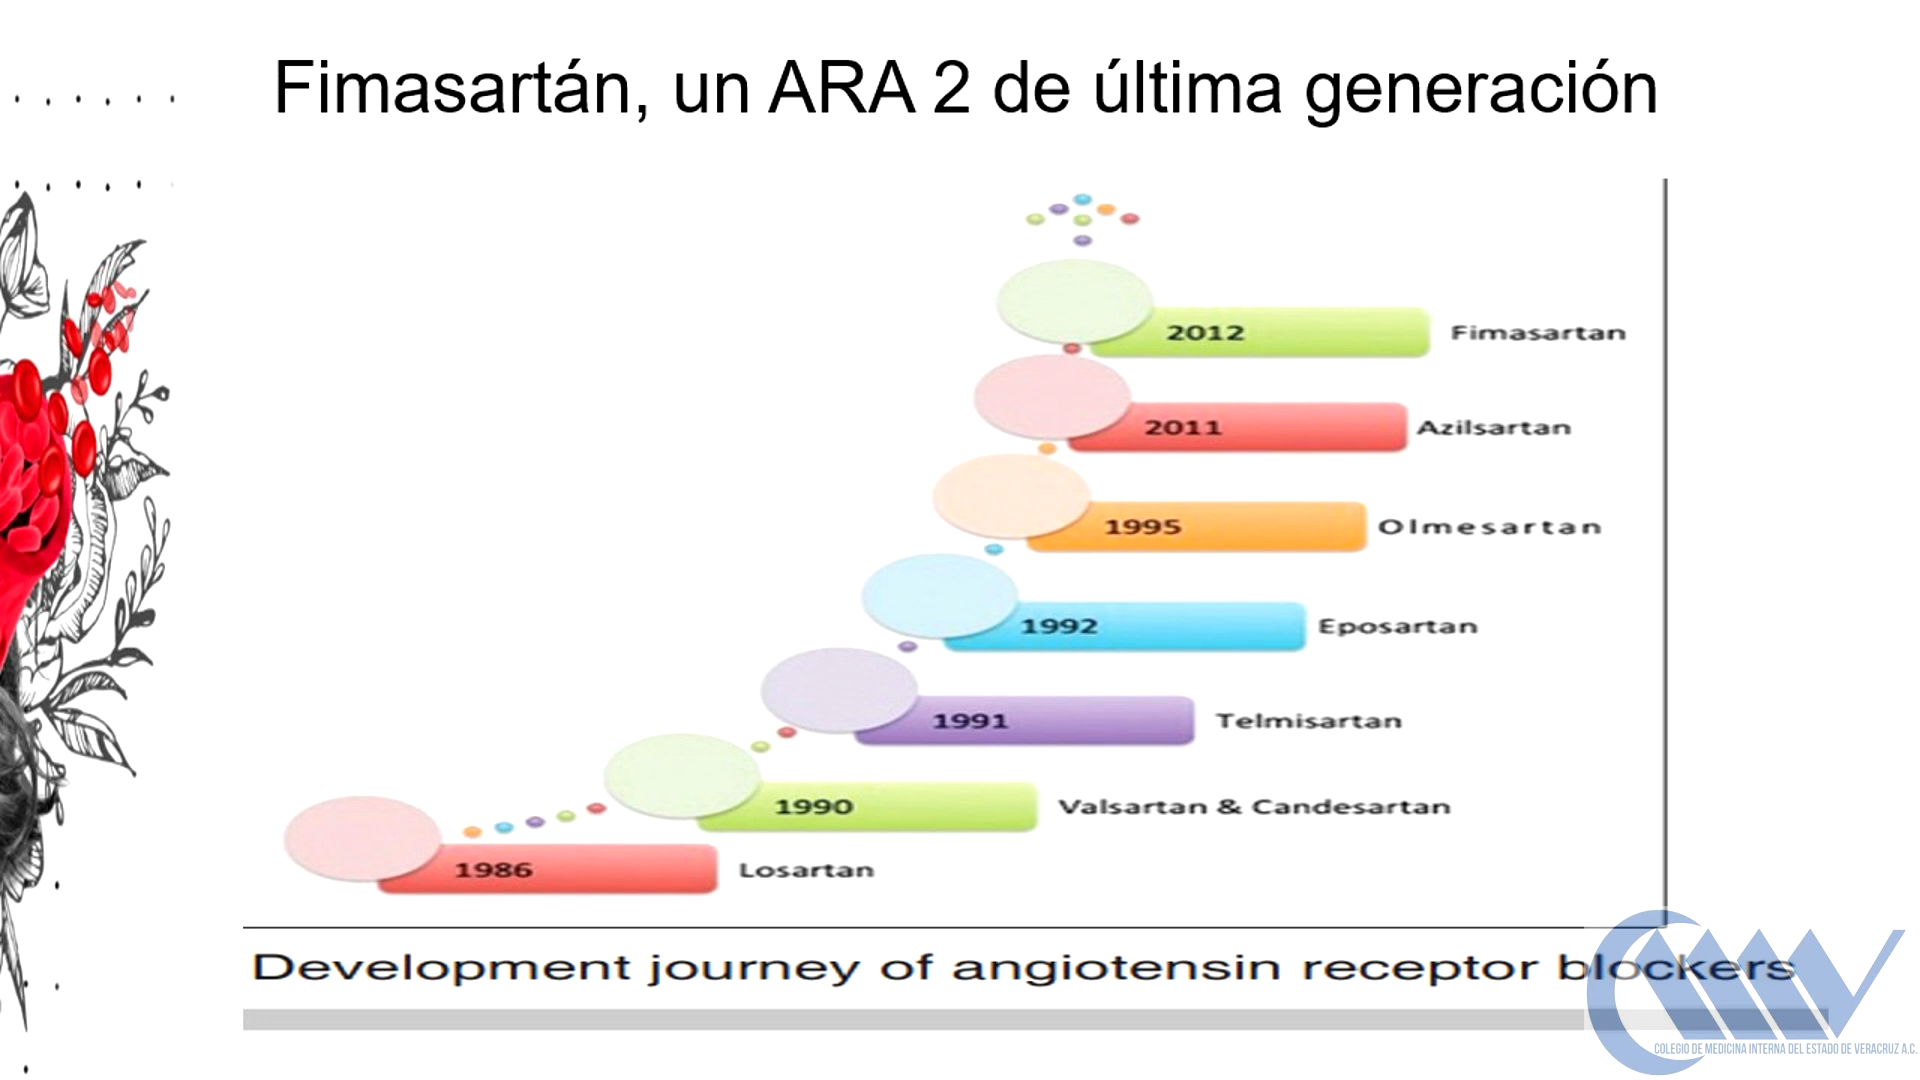 Fimasartán, un ARA 2 de última generación
2012 Fimasartan
2011 Azilsartan
1995 Olmesartan
1992 Eposartan
1991 Telmisartan
1990 Valsartan & Candesartan
1986 Losartan
Development journey of angiotensin receptor blockers
COLEGIO DE MEDICINA INTERNA DEL ESTADO DE VERACRUZ A.C.